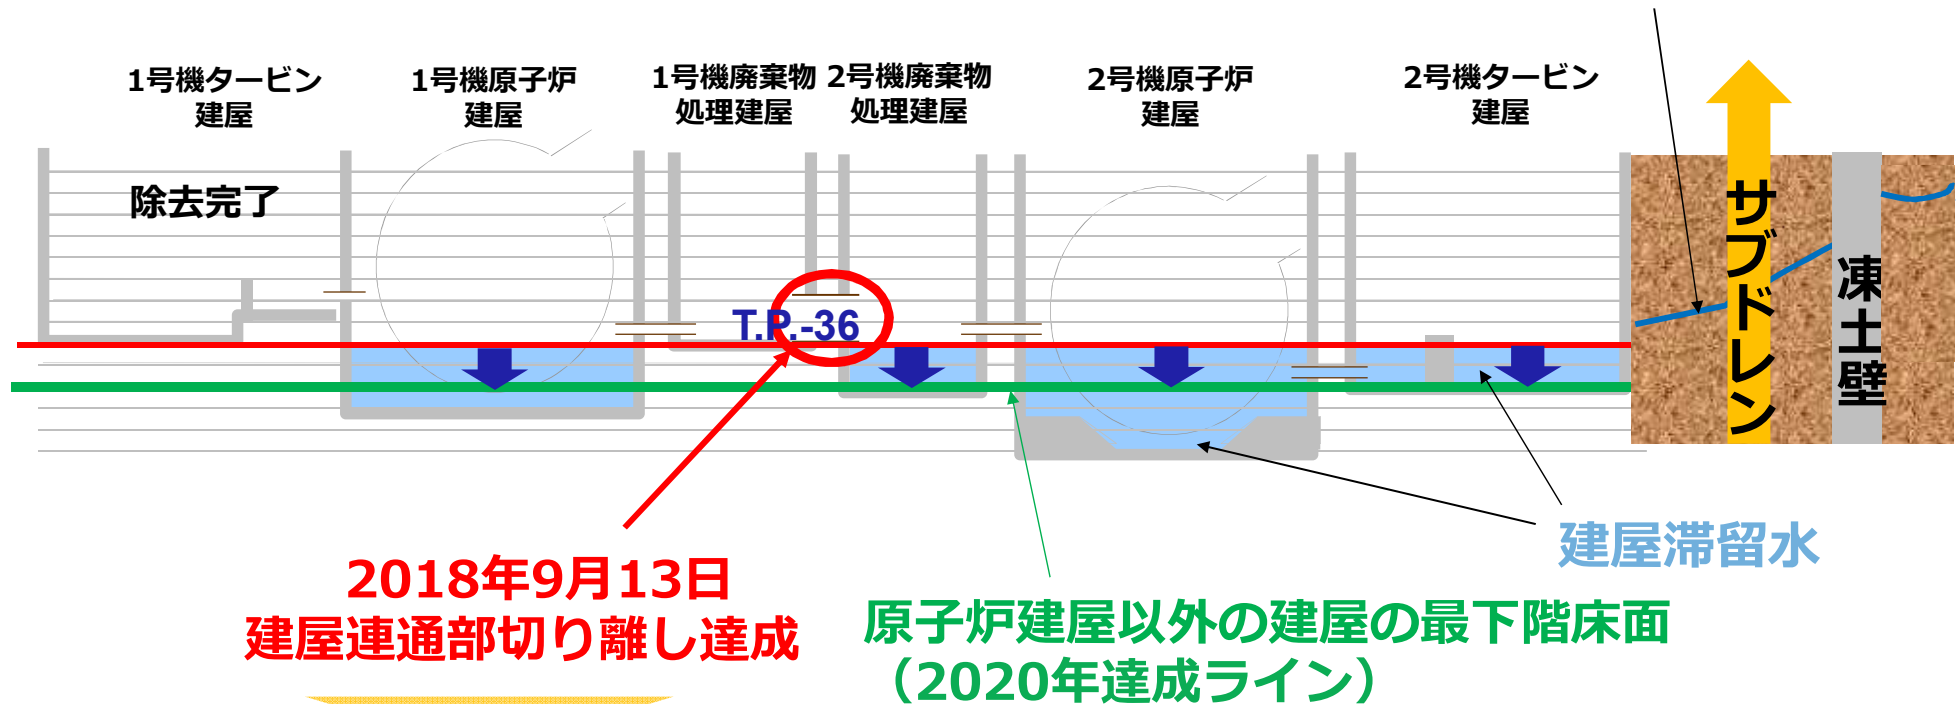 1号機タービン
建屋
1号機原子炉
建屋
1号機廃棄物
処理建屋
2号機廃棄物
処理建屋
2号機原子炉
建屋
2号機タービン
建屋
除去完了
T.P.-36
サブドレン
凍土壁
建屋滞留水
2018年9月13日
建屋連通部切り離し達成
原子炉建屋以外の建屋の最下階床面
（2020年達成ライン）